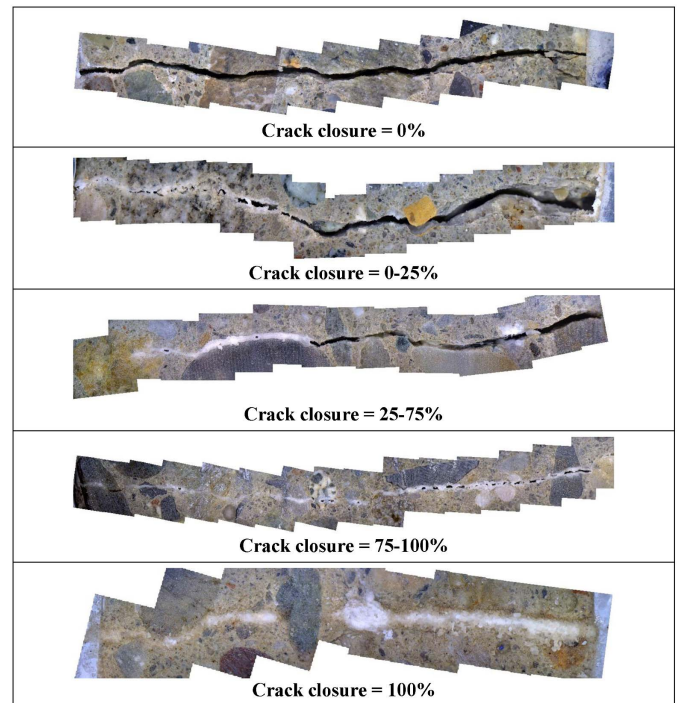 Crack closure = 0%
Crack closure = 0-25%
Crack closure = 25-75%
Crack closure = 75-100%
Crack closure = 100%